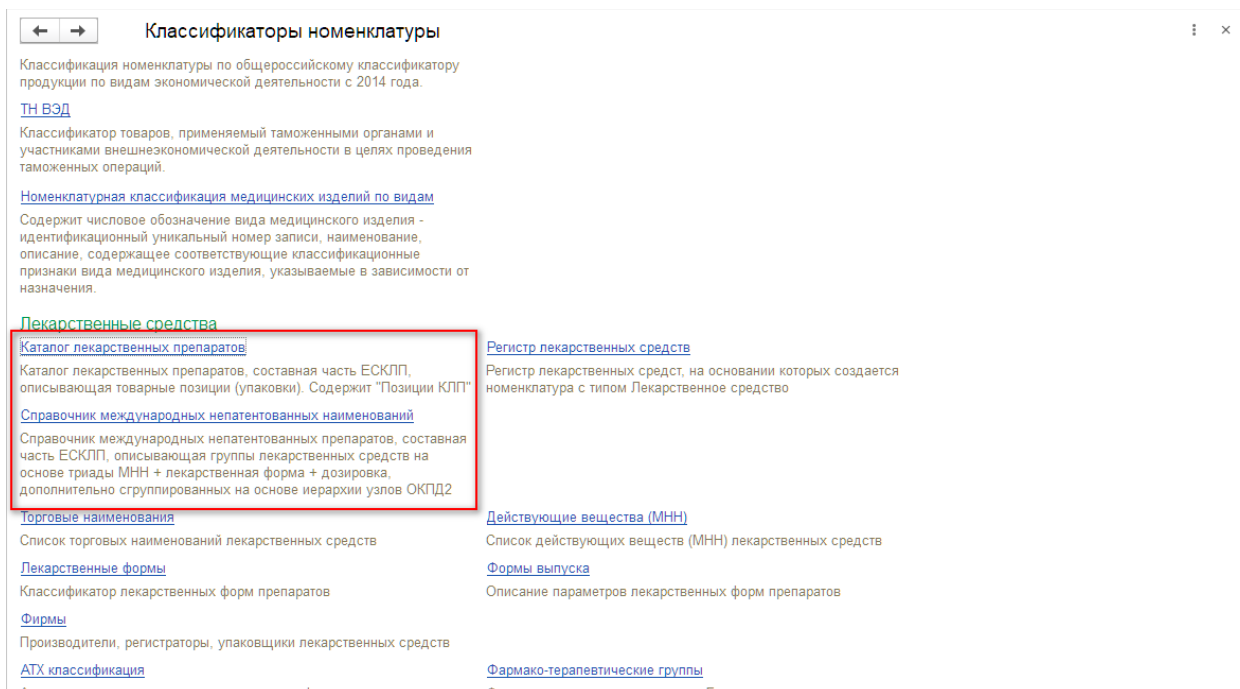 Классификаторы номенклатуры
Классификация номенклатуры по общероссийскому классификатору
продукции по видам экономической деятельности с 2014 года.
ТН ВЭД
Классификатор товаров, применяемый таможенными органами и
участниками внешнеэкономической деятельности в целях проведения
таможенных операций.
Номенклатурная классификация медицинских изделий по видам
Содержит числовое обозначение вида медицинского изделия -
идентификационный уникальный номер записи, наименование,
описание, содержащее соответствующие классификационные
признаки вида медицинского изделия, указываемые в зависимости от
назначения.
Лекарственные средства
Каталог лекарственных препаратов
Каталог лекарственных препаратов, составная часть ЕСКЛП,
описывающая товарные позиции (упаковки). Содержит "Позиции КЛП"
Регистр лекарственных средств
Регистр лекарственных средст, на основании которых создается
номенклатура с типом Лекарственное средство
Справочник международных непатентованных наименований
Справочник международных непатентованных препаратов, составная
часть ЕСКЛП, описывающая группы лекарственных средств на
основе триады МНН + лекарственная форма + дозировка,
дополнительно сгруппированных на основе иерархии узлов ОКПД2
Торговые наименования
Список торговых наименований лекарственных средств
Действующие вещества (МНН)
Список действующих веществ (МНН) лекарственных средств
Лекарственные формы
Классификатор лекарственных форм препаратов
Формы выпуска
Описание параметров лекарственных форм препаратов
Фирмы
Производители, регистраторы, упаковщики лекарственных средств
АТХ классификация
Фармако-терапевтические группы